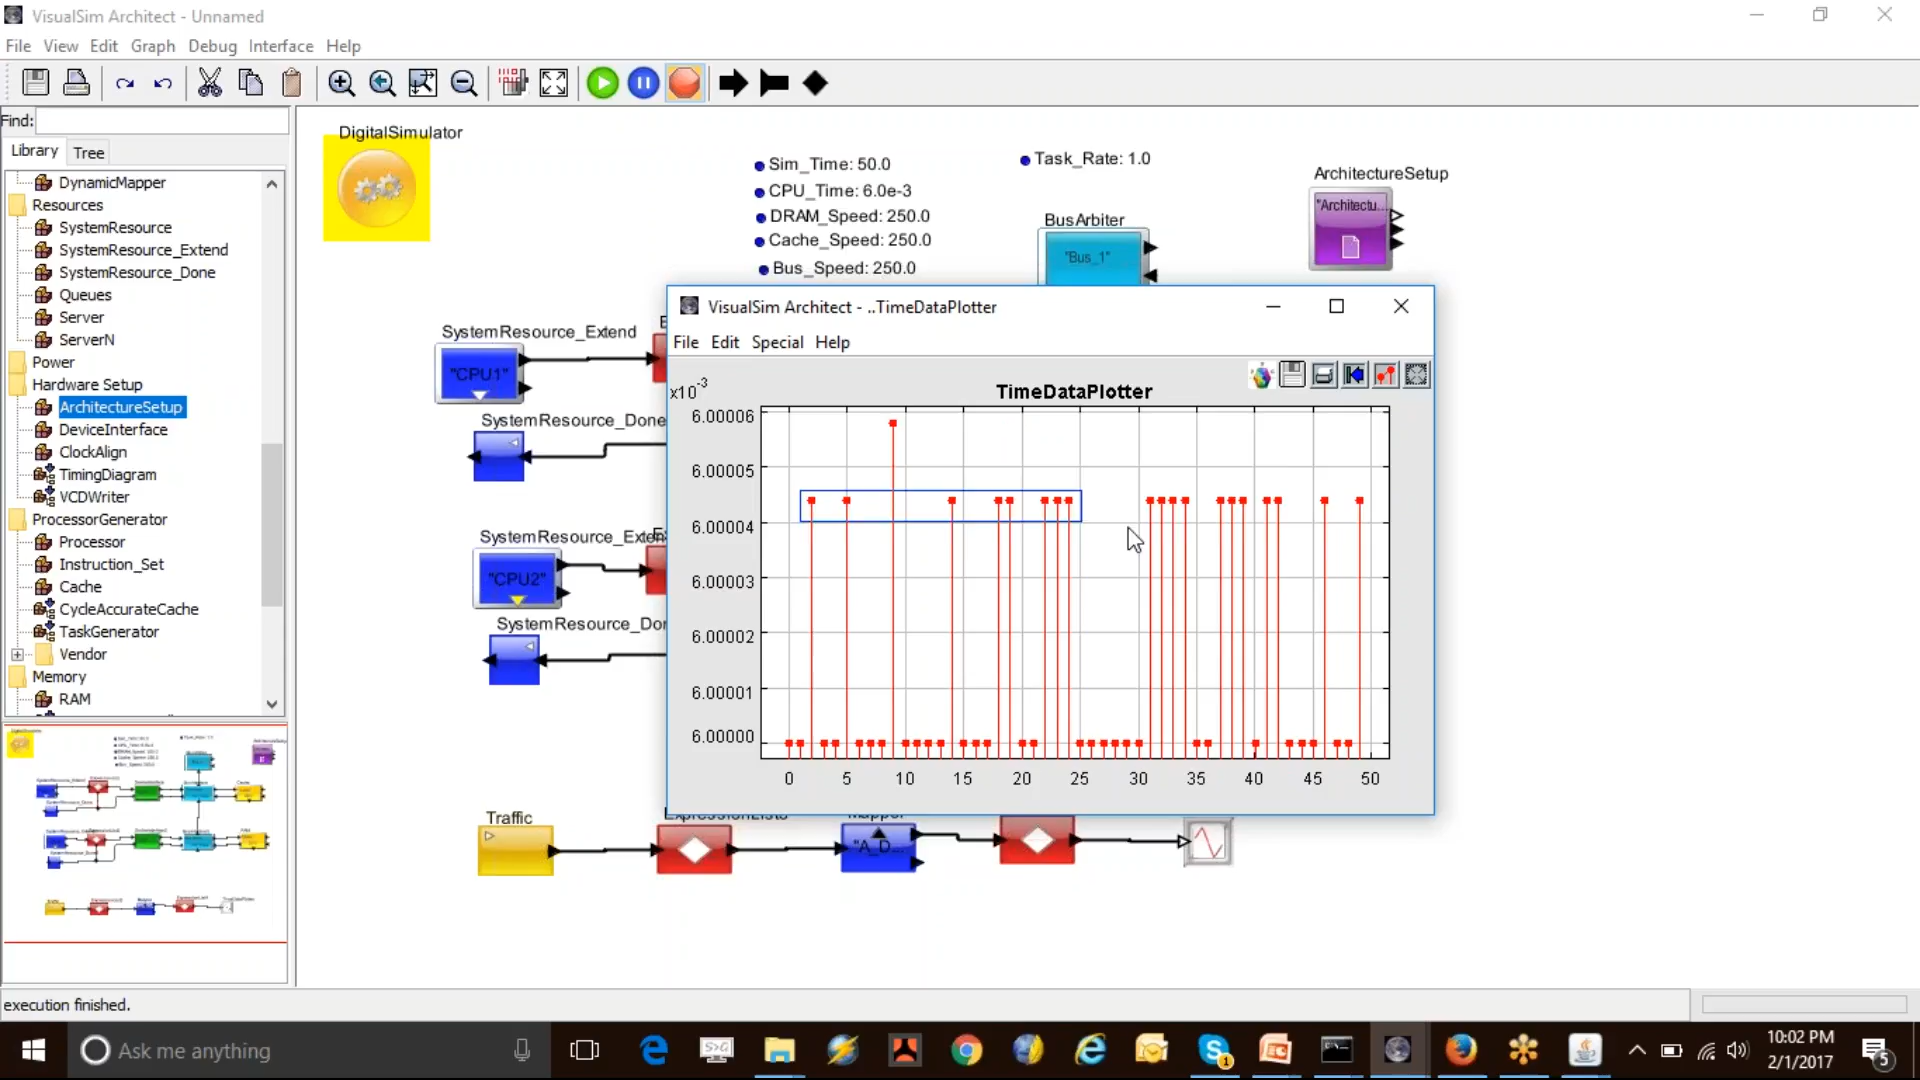 VisualSim Architect - Unnamed
File View Edit Graph Debug Interface Help
Find:
Library Tree
DynamicMapper
Resources
SystemResource
SystemResource_Extend
SystemResource_Done
Queues
Server
ServerN
Power
Hardware Setup
ArchitectureSetup
DeviceInterface
ClockAlign
TimingDiagram
VCDWriter
ProcessorGenerator
Processor
Instruction_Set
Cache
CycleAccurateCache
TaskGenerator
Vendor
Memory
RAM
DigitalSimulator
Sim_Time: 50.0
CPU_Time: 6.0e-3
DRAM_Speed: 250.0
Cache_Speed: 250.0
Bus_Speed: 250.0
Task_Rate: 1.0
BusArbiter
"Bus_1"
ArchitectureSetup
"Architectu...
SystemResource_Extend
"CPU1"
SystemResource_Done
SystemResource_Exten
"CPU2"
SystemResource_Don
VisualSim Architect - ..TimeDataPlotter
File Edit Special Help
x10-3
TimeDataPlotter
6.00006
6.00005
6.00004
6.00003
6.00002
6.00001
6.00000
0 5 10 15 20 25 30 35 40 45 50
Traffic
ExpressionLists
Mapper
"A_D...
execution finished.
Ask me anything
10:02 PM
2/1/2017
1
5